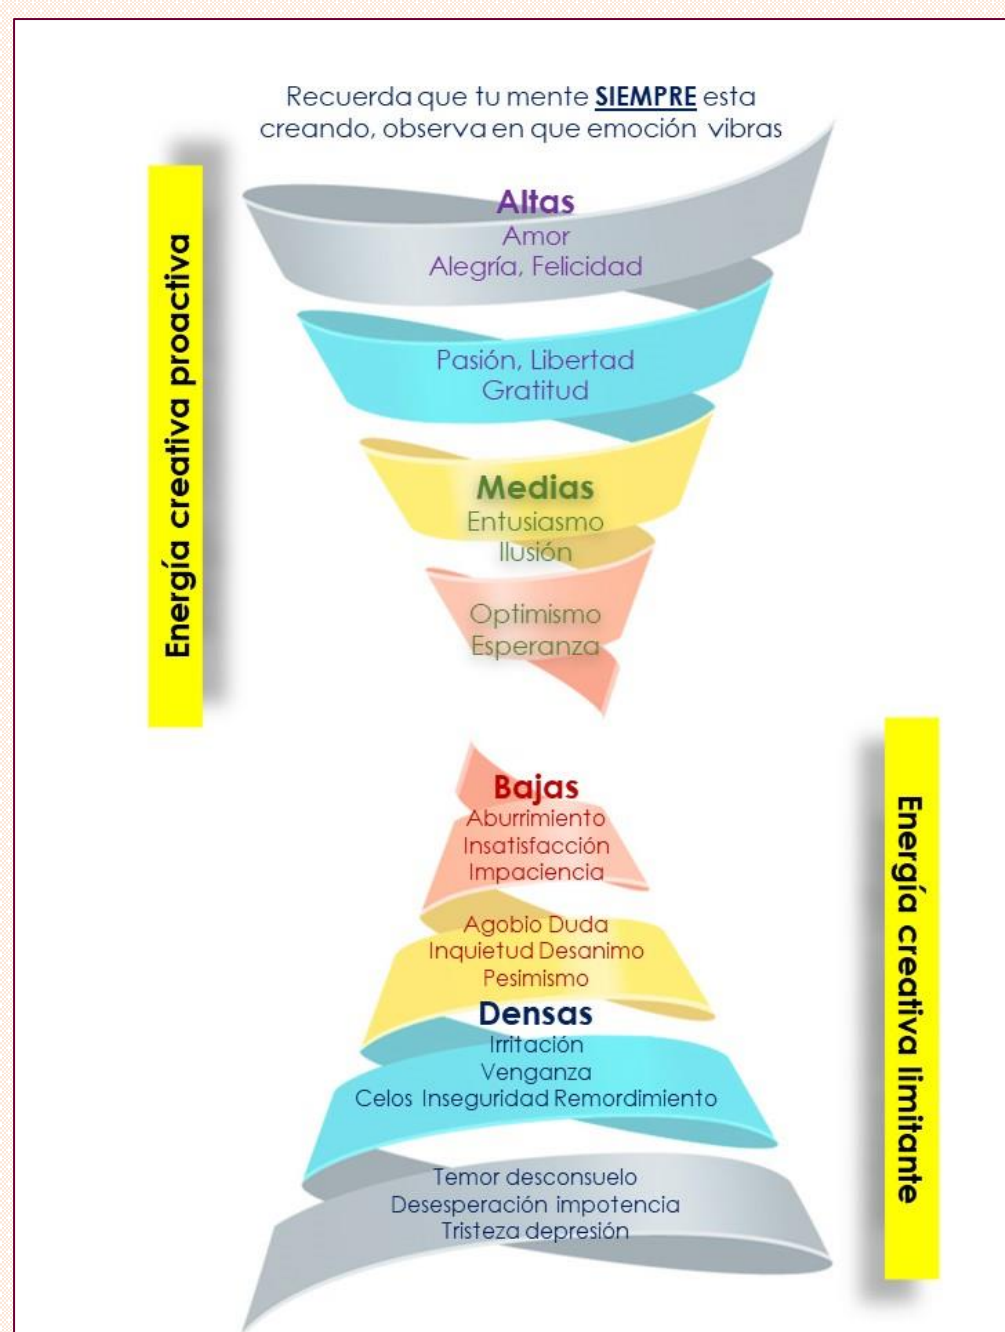 Recuerda que tu mente SIEMPRE esta
creando, observa en que emoción vibras
Energía creativa proactiva
Altas
Amor
Alegría, Felicidad
Pasión, Libertad
Gratitud
Medias
Entusiasmo
Ilusión
Optimismo
Esperanza
Energía creativa limitante
Bajas
Aburrimiento
Insatisfacción
Impaciencia
Agobio Duda
Inquietud Desanimo
Pesimismo
Densas
Irritación
Venganza
Celos Inseguridad Remordimiento
Temor desconsuelo
Desesperación impotencia
Tristeza depresión